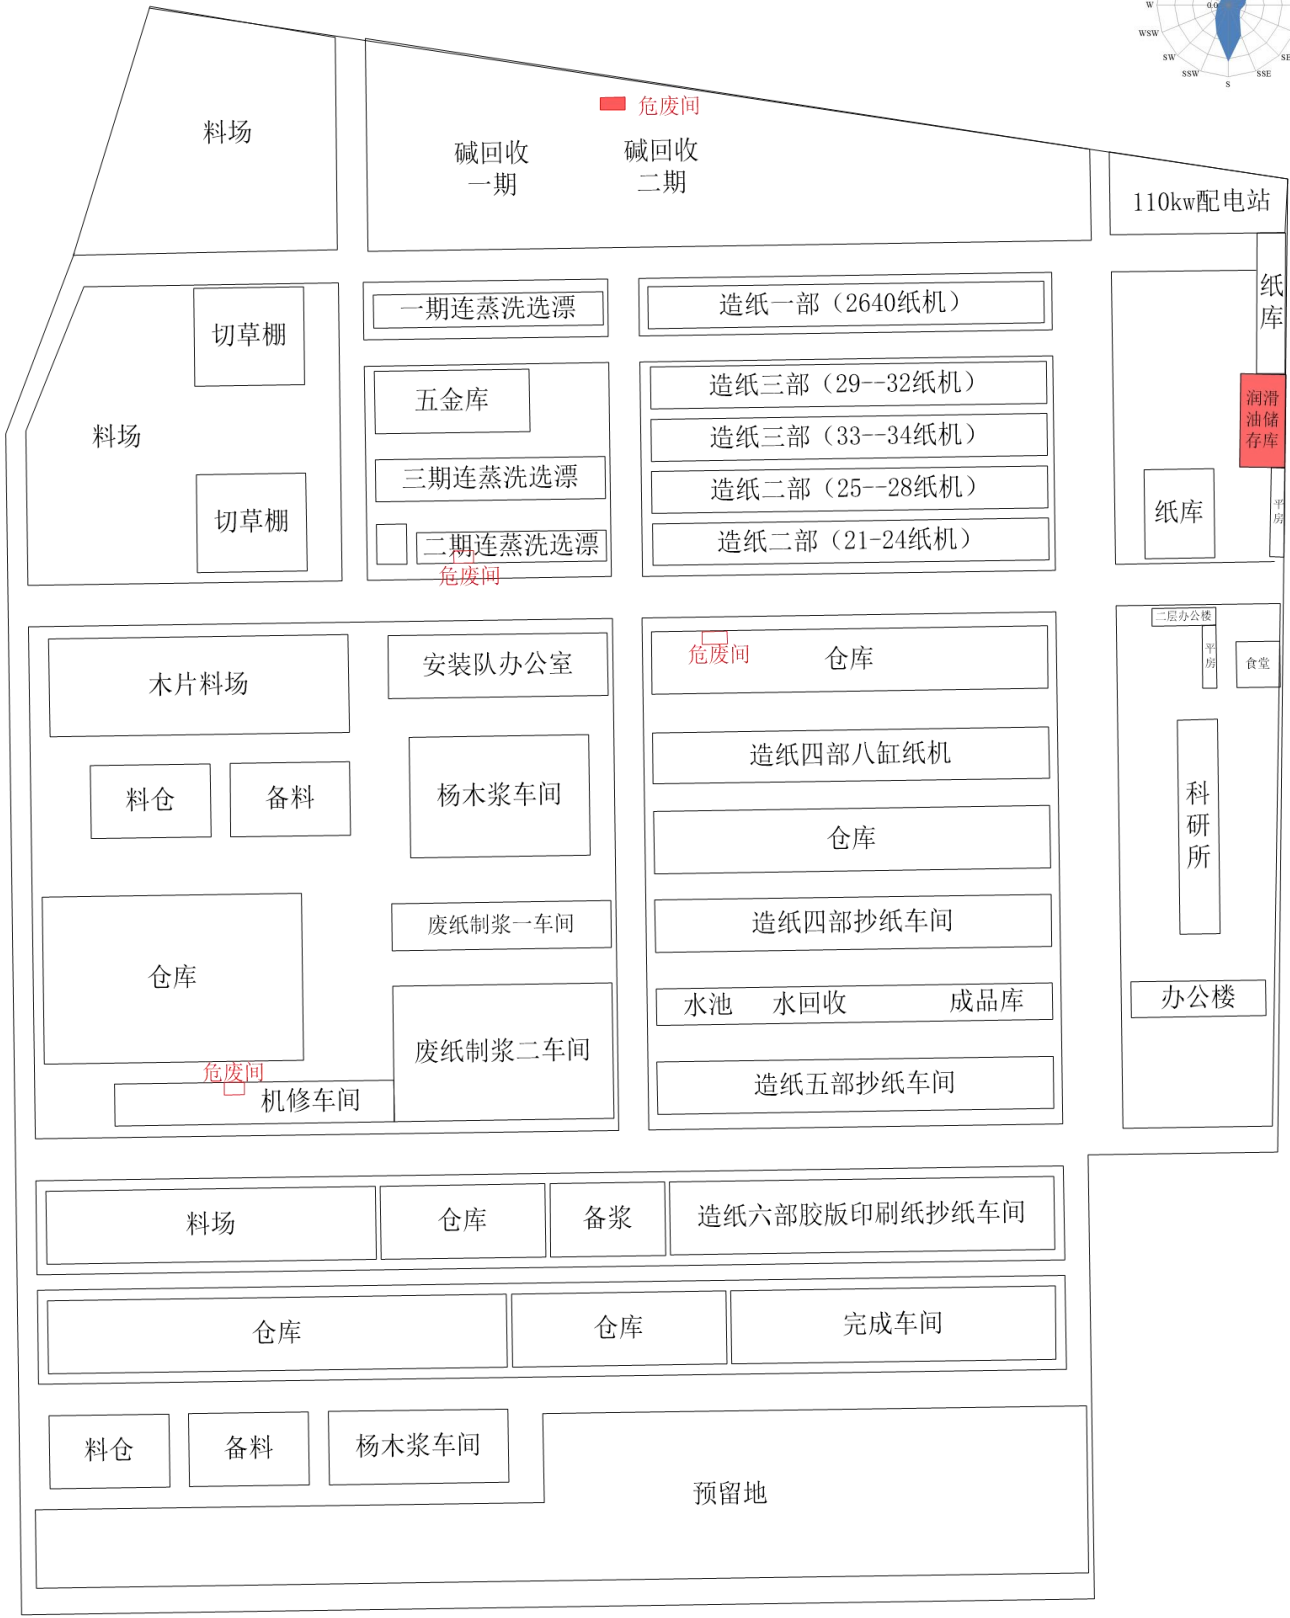 W
0.0
WSW
SW
SSW
S
SSE
SE
危废间
料场
碱回收
一期
碱回收
二期
110kw配电站
纸
库
切草棚
一期连蒸洗选漂
造纸一部（2640纸机）
五金库
造纸三部（29--32纸机）
润滑
油储
存库
料场
造纸三部（33--34纸机）
三期连蒸洗选漂
造纸二部（25--28纸机）
切草棚
纸库
平
房
二期连蒸洗选漂
造纸二部（21-24纸机）
危废间
二层办公楼
木片料场
安装队办公室
危废间
仓库
平
房
食堂
造纸四部八缸纸机
料仓
备料
杨木浆车间
科
研
所
仓库
废纸制浆一车间
造纸四部抄纸车间
仓库
水池
水回收
成品库
办公楼
废纸制浆二车间
危废间
机修车间
造纸五部抄纸车间
料场
仓库
备浆
造纸六部胶版印刷纸抄纸车间
仓库
仓库
完成车间
料仓
备料
杨木浆车间
预留地